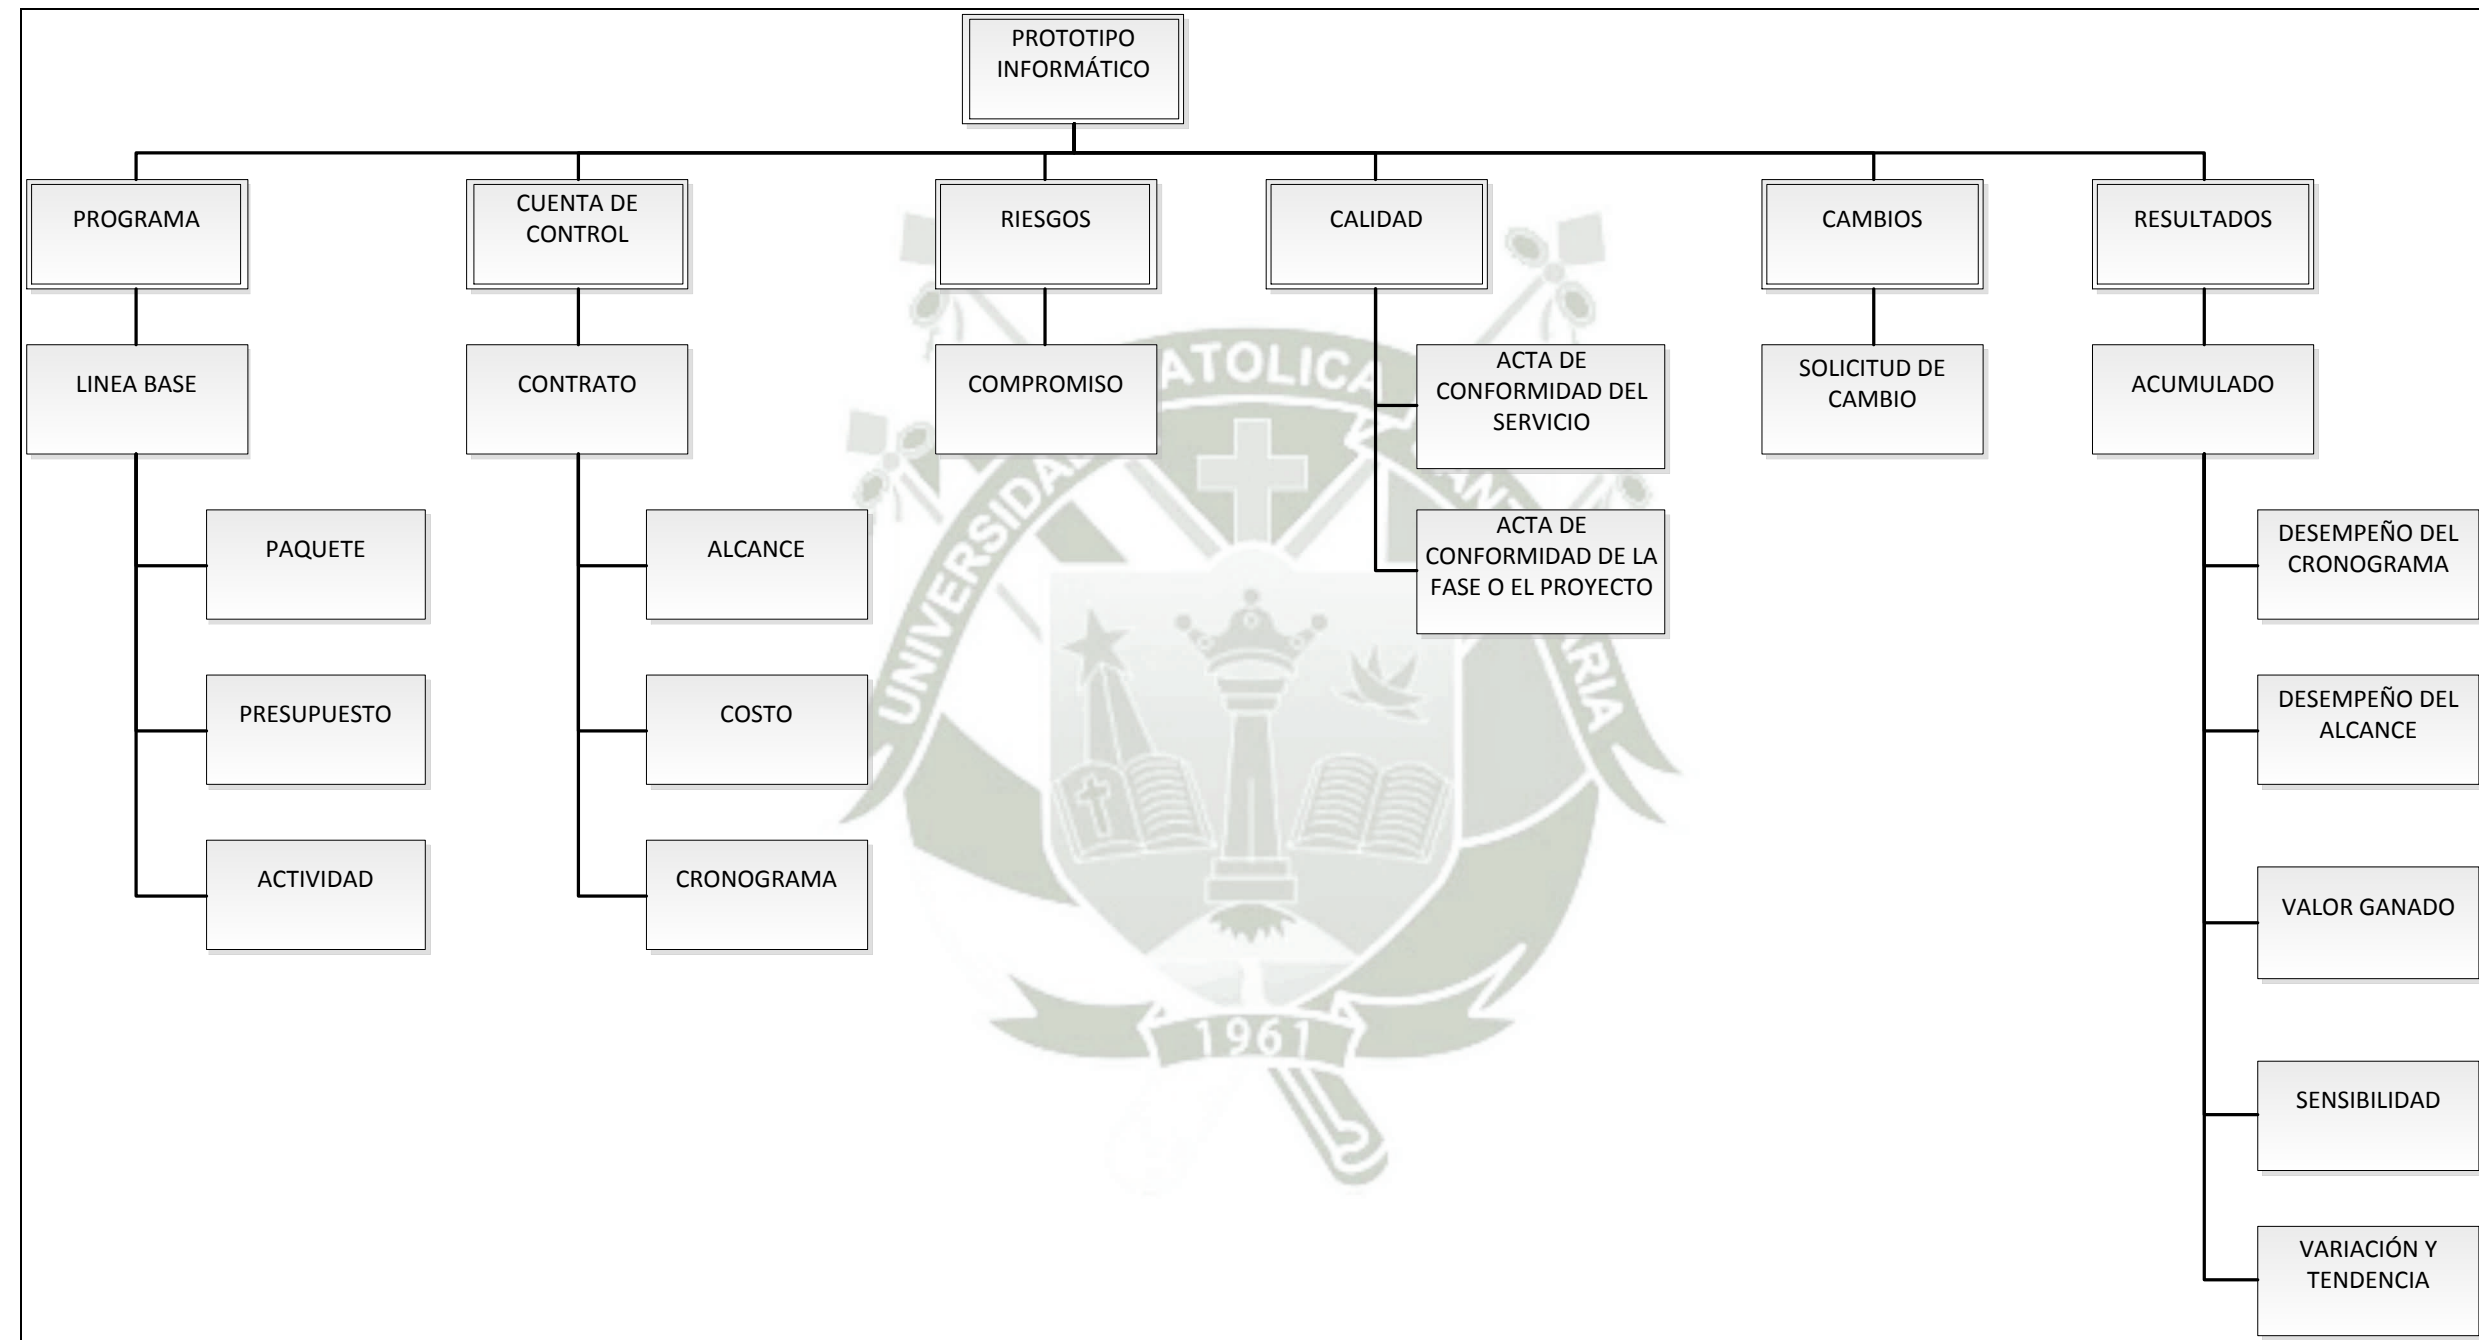 PROTOTIPO
INFORMÁTICO
PROGRAMA
CUENTA DE
CONTROL
RIESGOS
CALIDAD
CAMBIOS
RESULTADOS
LINEA BASE
CONTRATO
COMPROMISO
ACTA DE
CONFORMIDAD DEL
SERVICIO
SOLICITUD DE
CAMBIO
ACUMULADO
PAQUETE
ALCANCE
ACTA DE
CONFORMIDAD DE LA
FASE O EL PROYECTO
DESEMPEÑO DEL
CRONOGRAMA
PRESUPUESTO
COSTO
DESEMPEÑO DEL
ALCANCE
ACTIVIDAD
CRONOGRAMA
VALOR GANADO
SENSIBILIDAD
VARIACIÓN Y
TENDENCIA
1961